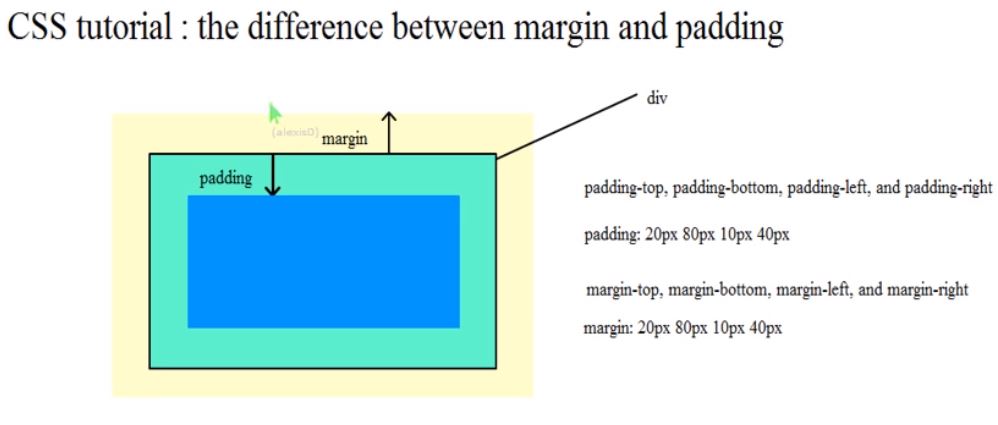 CSS tutorial : the difference between margin and padding
div
(alexisD)
margin
padding
padding-top, padding-bottom, padding-left, and padding-right
padding: 20px 80px 10px 40px
margin-top, margin-bottom, margin-left, and margin-right
margin: 20px 80px 10px 40px